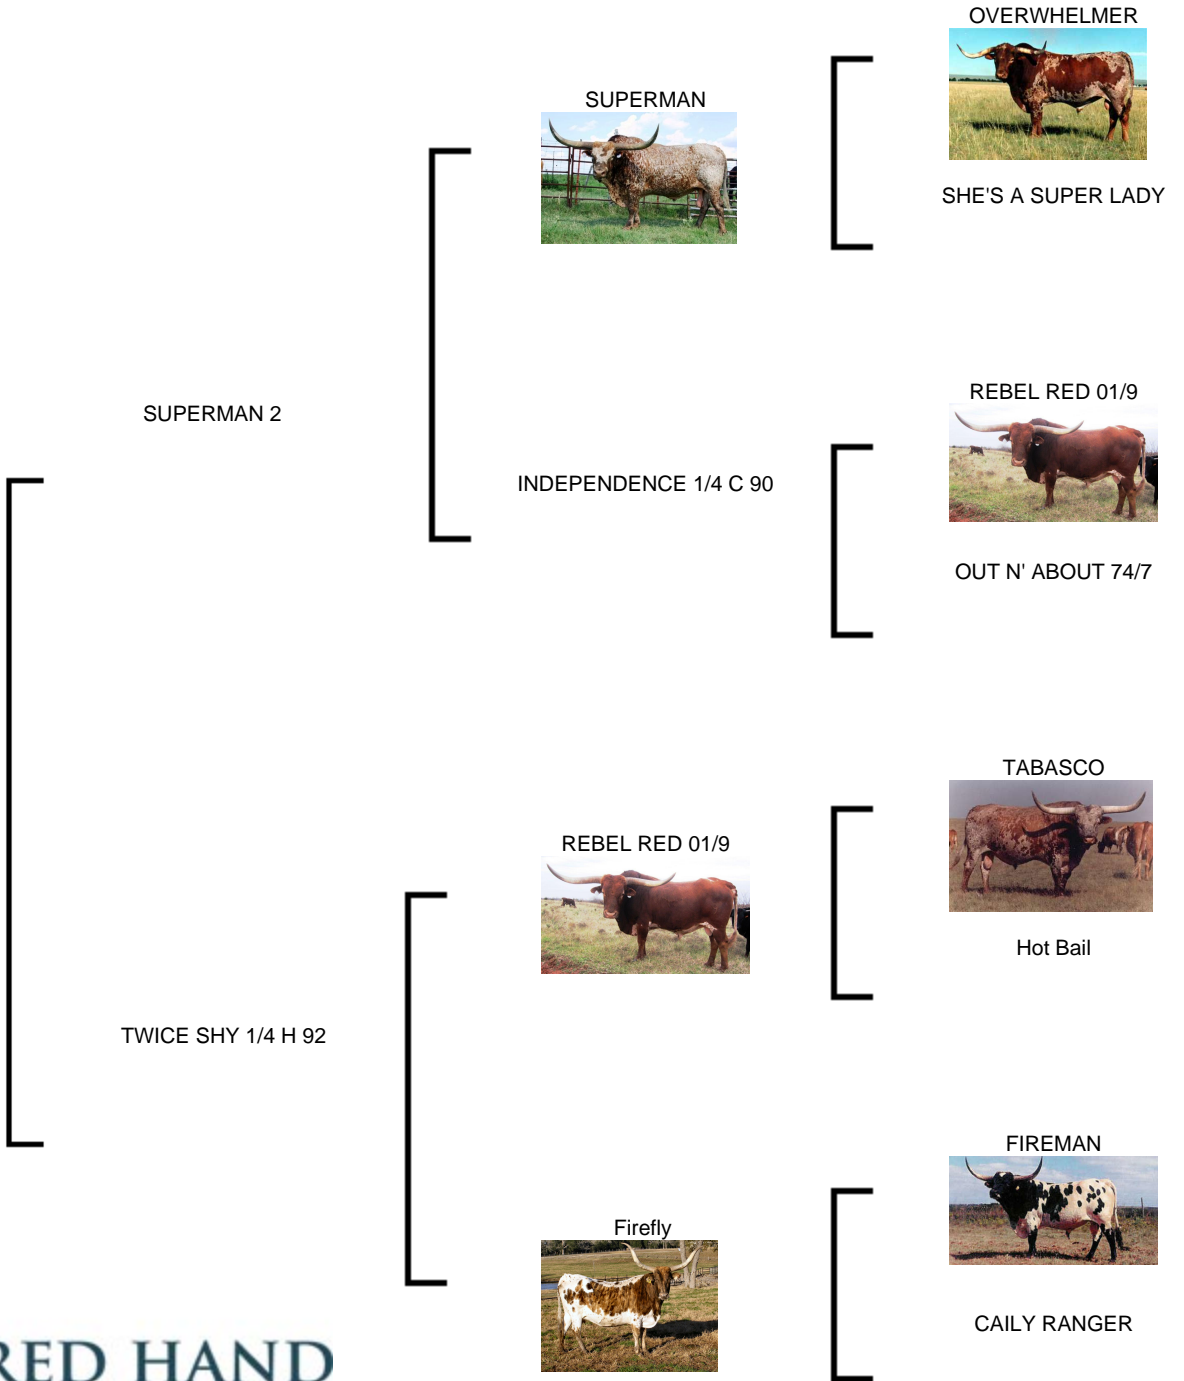 OVERWHELMER
SUPERMAN
SHE'S A SUPER LADY
REBEL RED 01/9
SUPERMAN 2
INDEPENDENCE 1/4 C 90
OUT N' ABOUT 74/7
TABASCO
REBEL RED 01/9
Hot Bail
TWICE SHY 1/4 H 92
FIREMAN
Firefly
CAILY RANGER
RED HAND